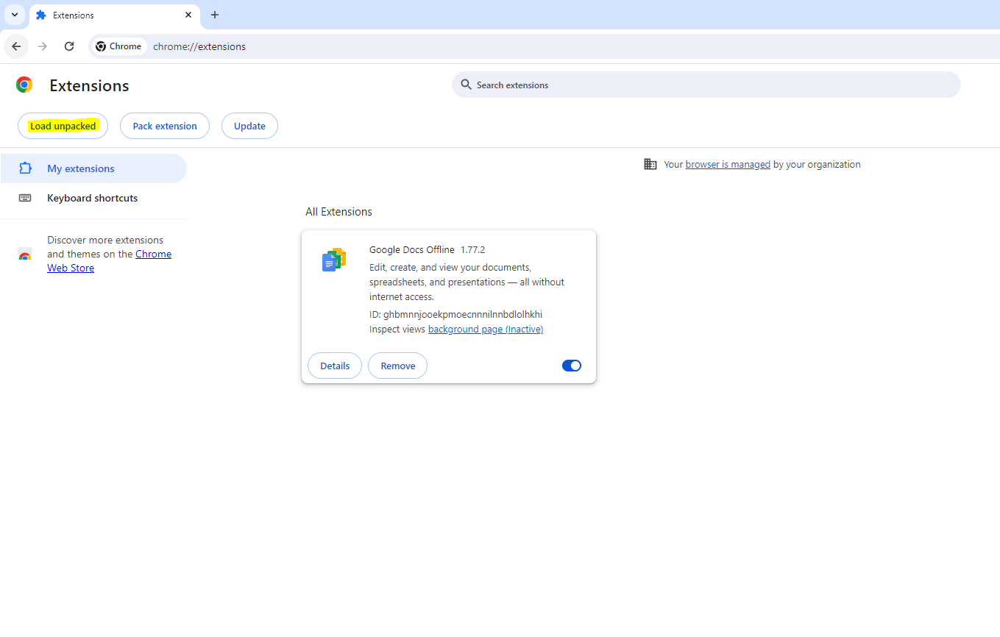 Extensions
Chrome chrome://extensions
Extensions
Search extensions
Load unpacked
Pack extension
Update
My extensions
Your browser is managed by your organization
Keyboard shortcuts
Discover more extensions
and themes on the Chrome
Web Store
All Extensions
Google Docs Offline 1.77.2
Edit, create, and view your documents,
spreadsheets, and presentations — all without
internet access.
ID: ghbmnnjooekpmoecnnnilnnbdlolhkhi
Inspect views background page (Inactive)
Details
Remove